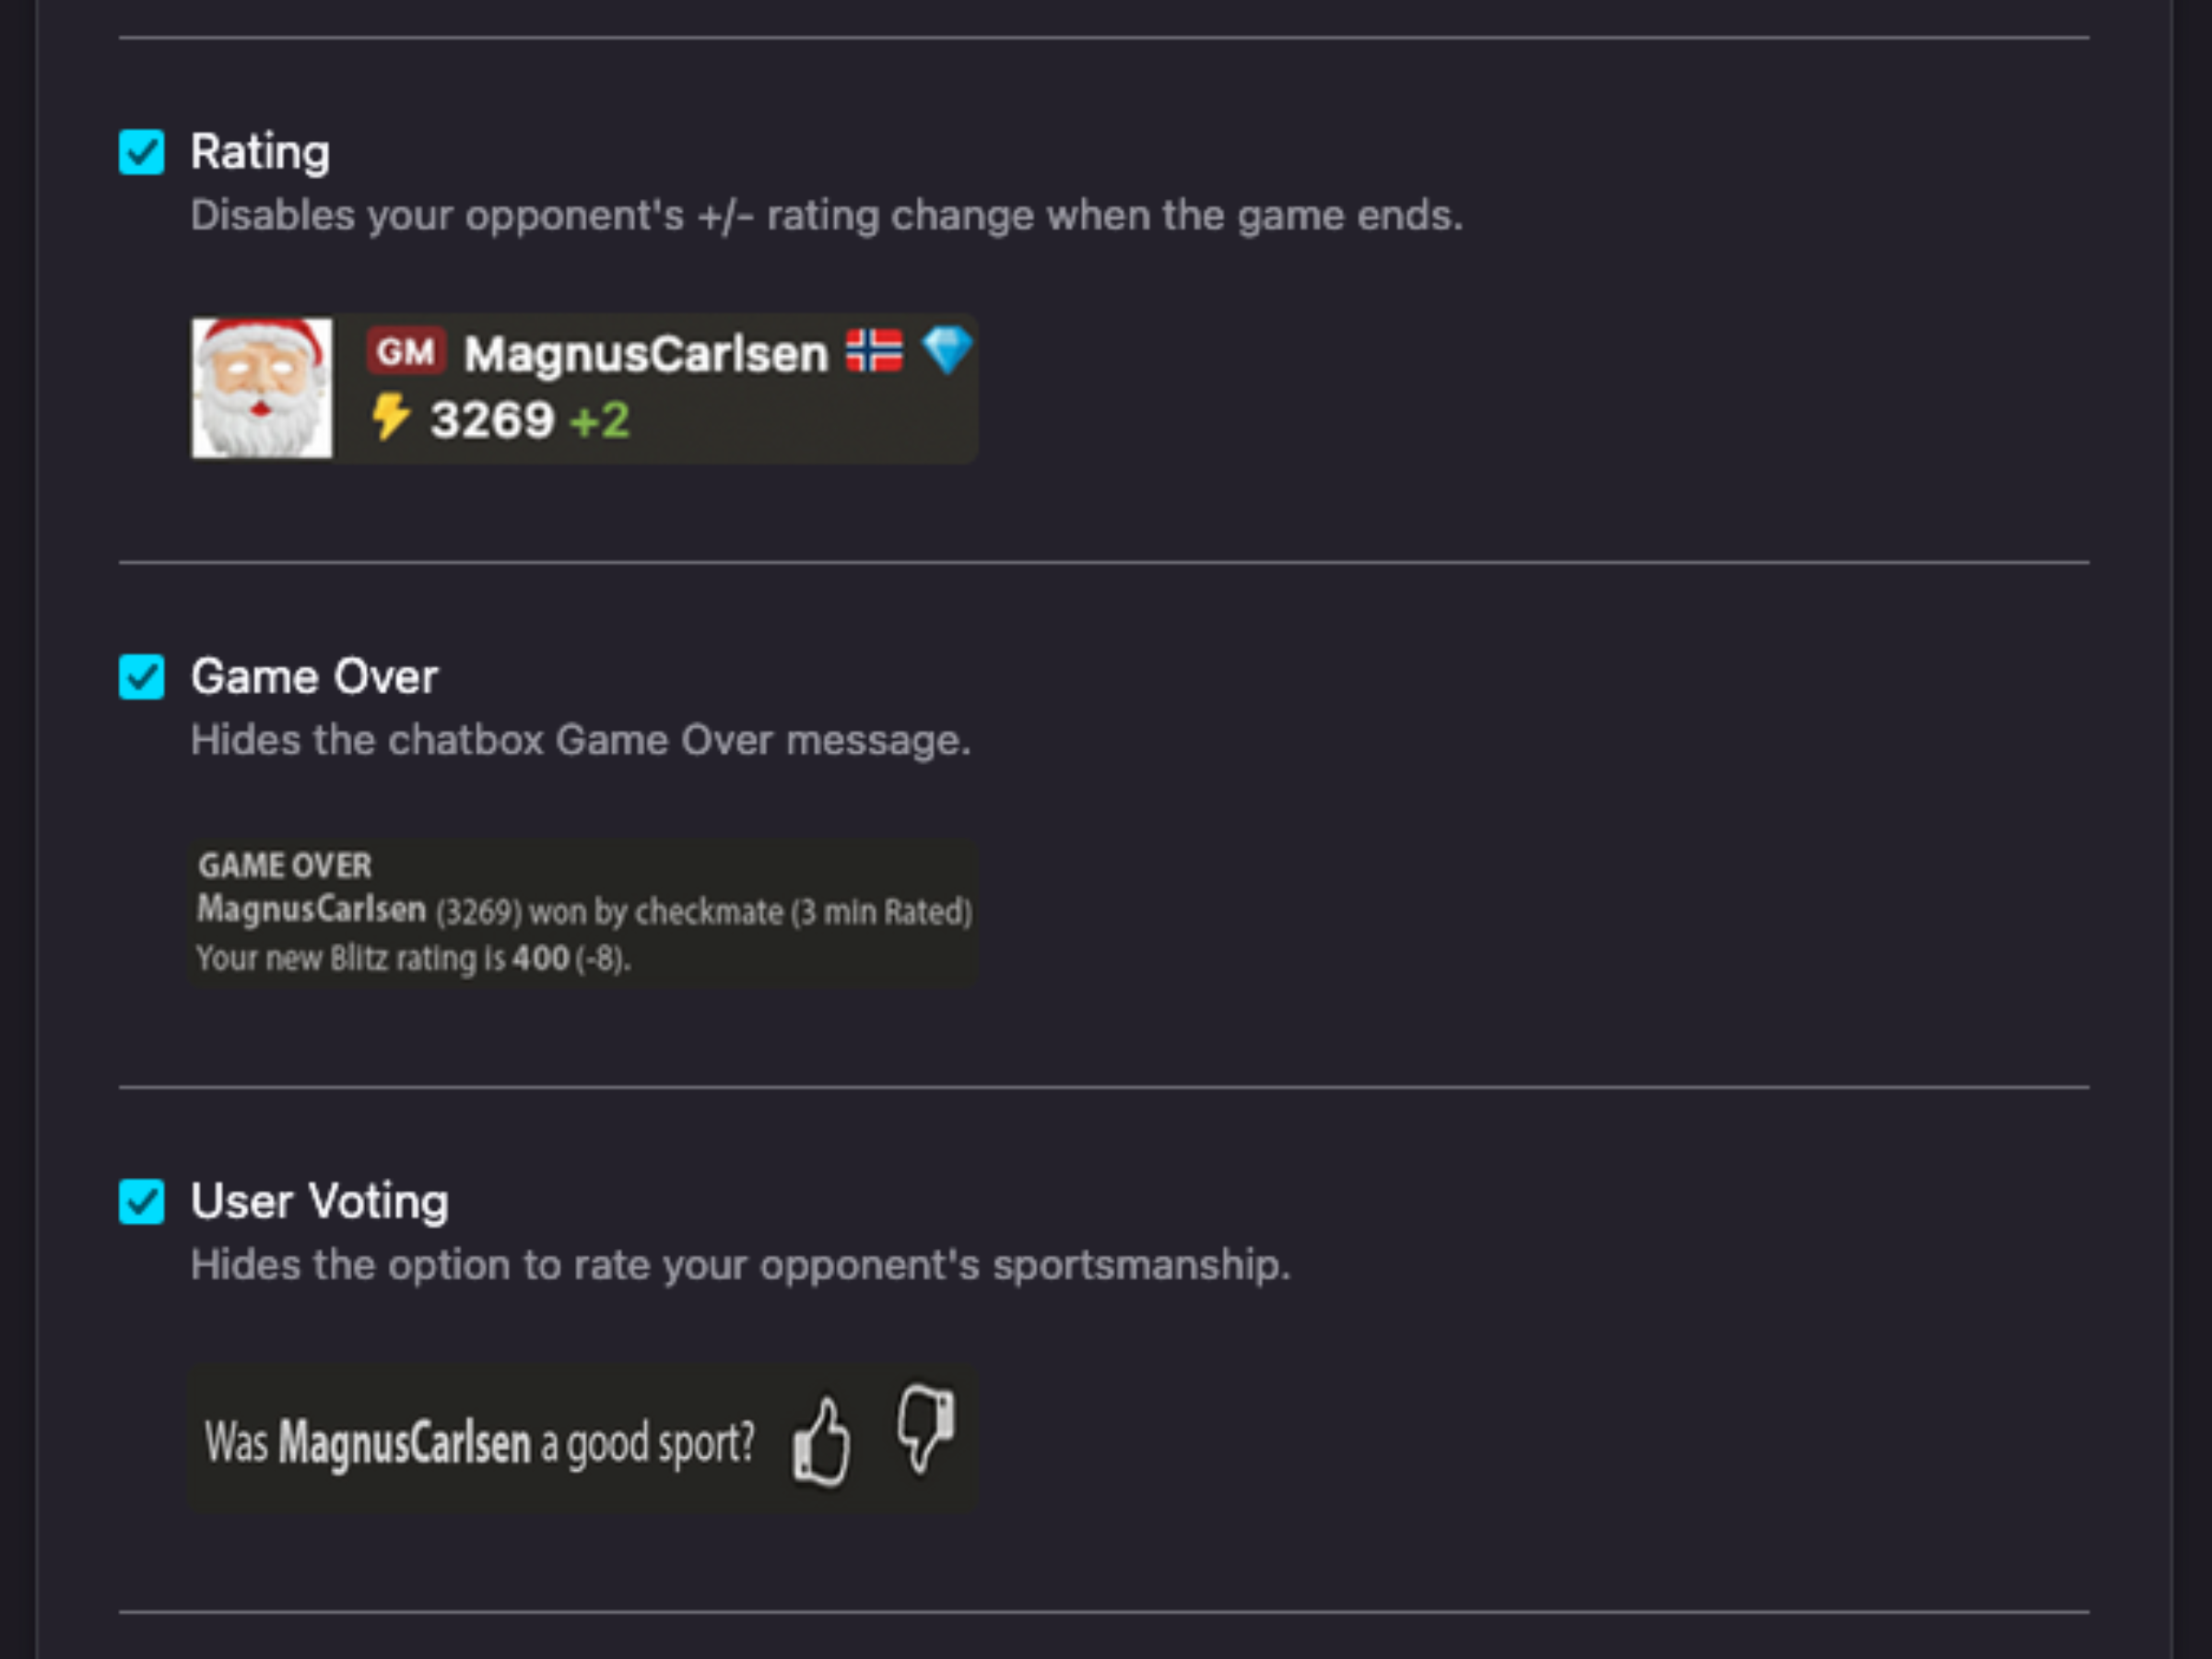 Rating
Disables your opponent's +/- rating change when the game ends.
GM MagnusCarlsen
3269 +2
Game Over
Hides the chatbox Game Over message.
GAME OVER
MagnusCarlsen (3269) won by checkmate (3 min Rated)
Your new Blitz rating is 400 (-8).
User Voting
Hides the option to rate your opponent's sportsmanship.
Was MagnusCarlsen a good sport?